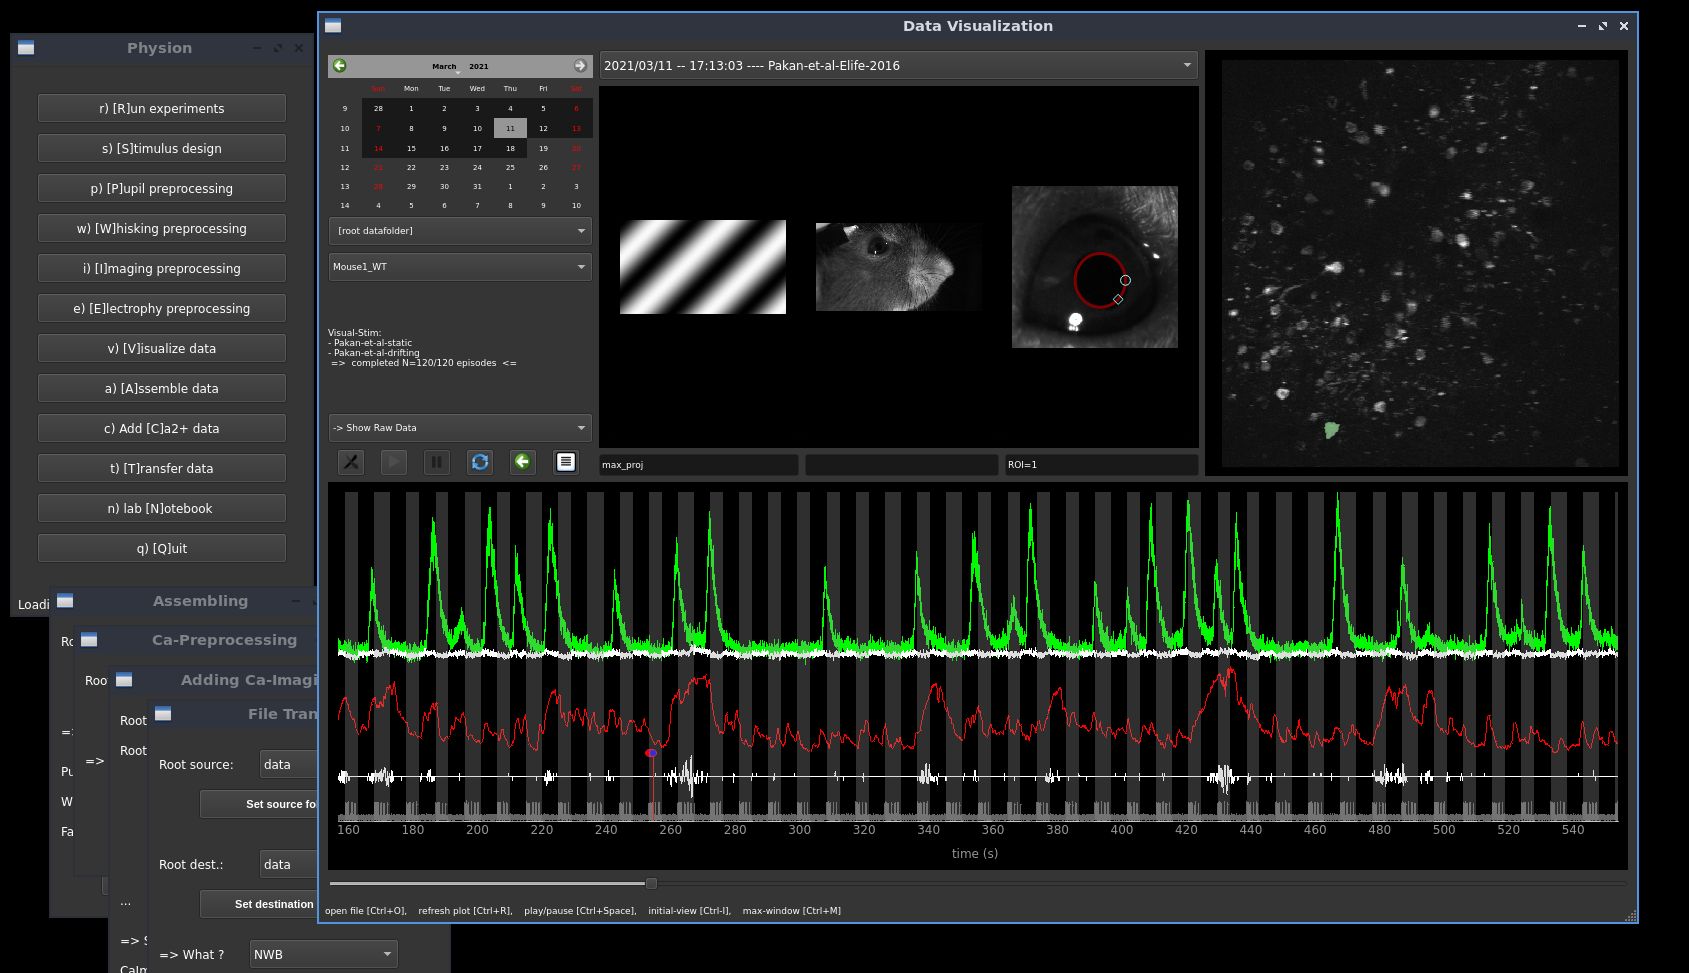 Physion
r) [R]un experiments
s) [S]timulus design
p) [P]upil preprocessing
w) [W]hisking preprocessing
i) [I]maging preprocessing
e) [E]lectrophy preprocessing
v) [V]isualize data
a) [A]ssemble data
c) Add [C]a2+ data
t) [T]ransfer data
n) lab [N]otebook
q) [Q]uit
Loadi
Assembling
Ro
=>
Pu
W
Fa
Ca-Preprocessing
Roo
=>
Adding Ca-Imagi
Root
Root
...
=> S
CaIm
File Tran
Root source: data
Set source fo
Root dest.: data
Set destination
=> What ? NWB
Data Visualization
March 2021
Sun Mon Tue Wed Thu Fri Sat
9 28 1 2 3 4 5 6
10 7 8 9 10 11 12 13
11 14 15 16 17 18 19 20
12 21 22 23 24 25 26 27
13 28 29 30 31 1 2 3
14 4 5 6 7 8 9 10
[root datafolder]
Mouse1_WT
Visual-Stim:
- Pakan-et-al-static
- Pakan-et-al-drifting
=> completed N=120/120 episodes <=
-> Show Raw Data
2021/03/11 -- 17:13:03 ---- Pakan-et-al-Elife-2016
max_proj
ROI=1
160 180 200 220 240 260 280 300 320 340 360 380 400 420 440 460 480 500 520 540
time (s)
open file [Ctrl+O], refresh plot [Ctrl+R], play/pause [Ctrl+Space], initial-view [Ctrl-I], max-window [Ctrl+M]